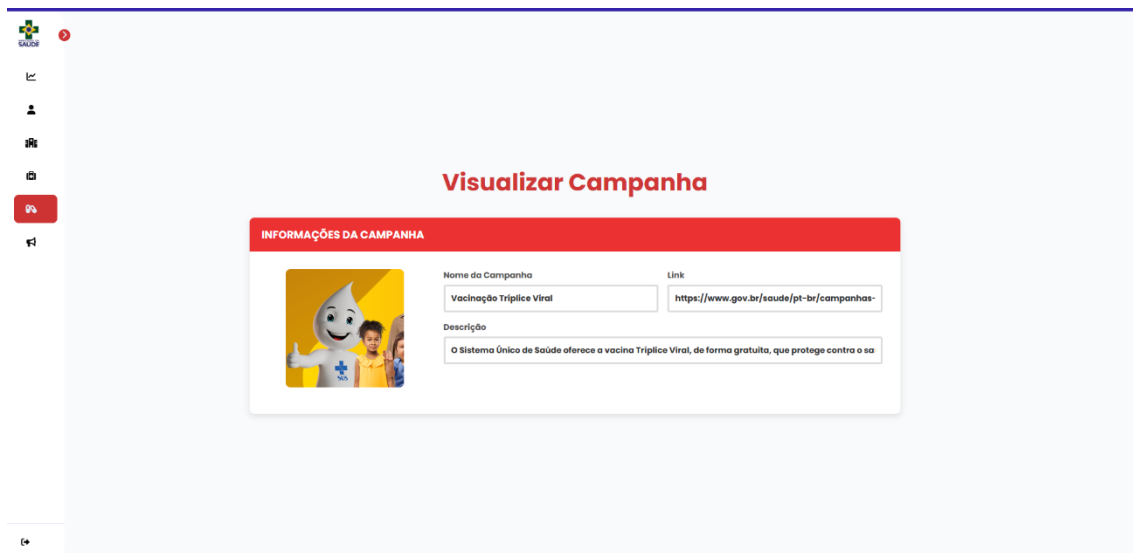 SAÚDE
Visualizar Campanha
INFORMAÇÕES DA CAMPANHA
Nome da Campanha
Link
Vacinação Tríplice Viral
https://www.gov.br/saude/pt-br/campanhas-
Descrição
O Sistema Único de Saúde oferece a vacina Tríplice Viral, de forma gratuita, que protege contra o sa
SUS